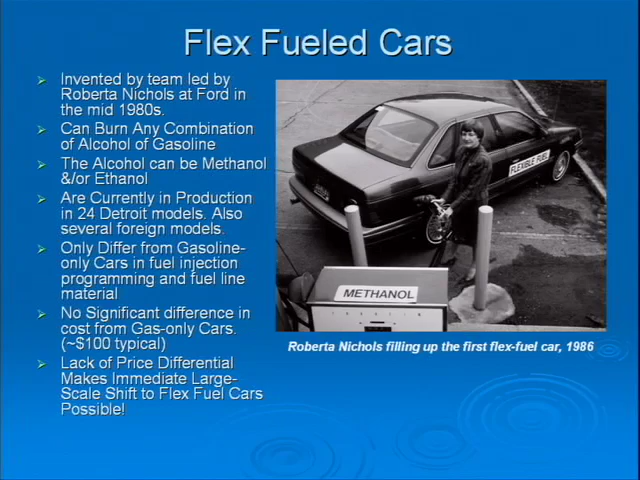 Flex Fueled Cars
Invented by team led by
Roberta Nichols at Ford in
the mid 1980s.
Can Burn Any Combination
of Alcohol of Gasoline
The Alcohol can be Methanol
&/or Ethanol
Are Currently in Production
in 24 Detroit models. Also
several foreign models.
Only Differ from Gasoline-
only Cars in fuel injection
programming and fuel line
material
No Significant difference in
cost from Gas-only Cars.
(~$100 typical)
Lack of Price Differential
Makes Immediate Large-
Scale Shift to Flex Fuel Cars
Possible!
FLEXIBLE FUEL
METHANOL
Roberta Nichols filling up the first flex-fuel car, 1986